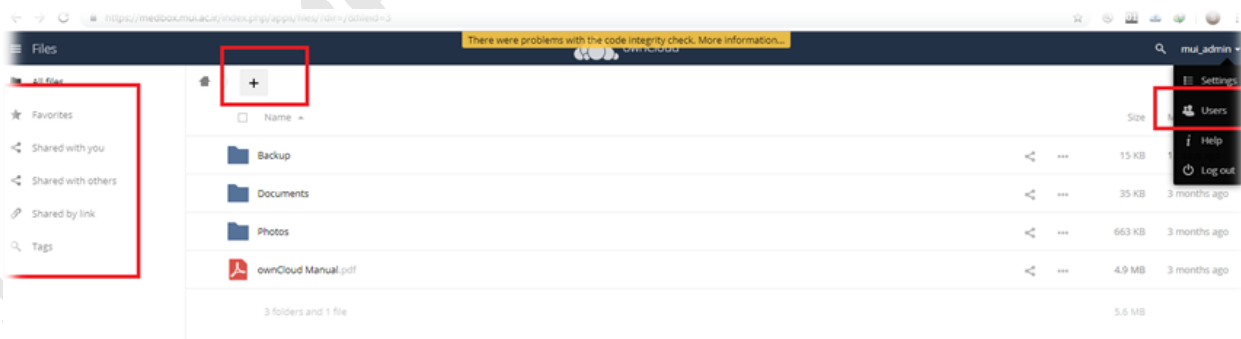 https://medbox.mui.ac.ir/index.php/apps/files/?dir=/&fileid=3
Files
There were problems with the code integrity check. More information...
ownCloud
mui_admin
All files
Favorites
Shared with you
Shared with others
Shared by link
Tags
+
Name
Size
Settings
Users
Help
Log out
Backup
15 KB
Documents
35 KB
3 months ago
Photos
663 KB
3 months ago
ownCloud Manual.pdf
4.9 MB
3 months ago
3 folders and 1 file
5.6 MB